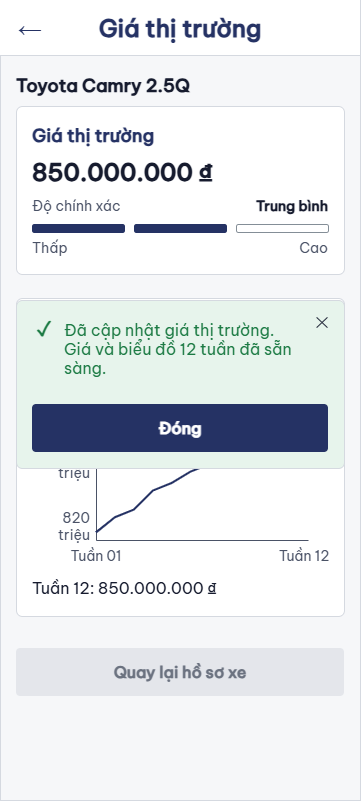 Giá thị trường
Toyota Camry 2.5Q
Giá thị trường
850.000.000 ₫
Độ chính xác
Trung bình
Thấp
Cao
Đã cập nhật giá thị trường.
Giá và biểu đồ 12 tuần đã sẵn
sàng.
Đóng
triệu
820
triệu
Tuần 01
Tuần 12
Tuần 12: 850.000.000 ₫
Quay lại hồ sơ xe